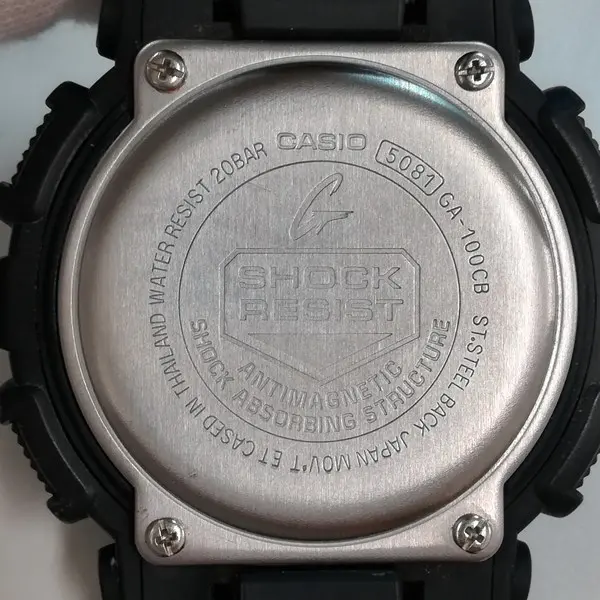 CASIO 5081 GA-100CB ST.STEEL BACK JAPAN MOV'T ET CASED IN THAILAND WATER RESIST 20BAR
G
SHOCK
RESIST
ANTIMAGNETIC
SHOCK ABSORBING STRUCTURE